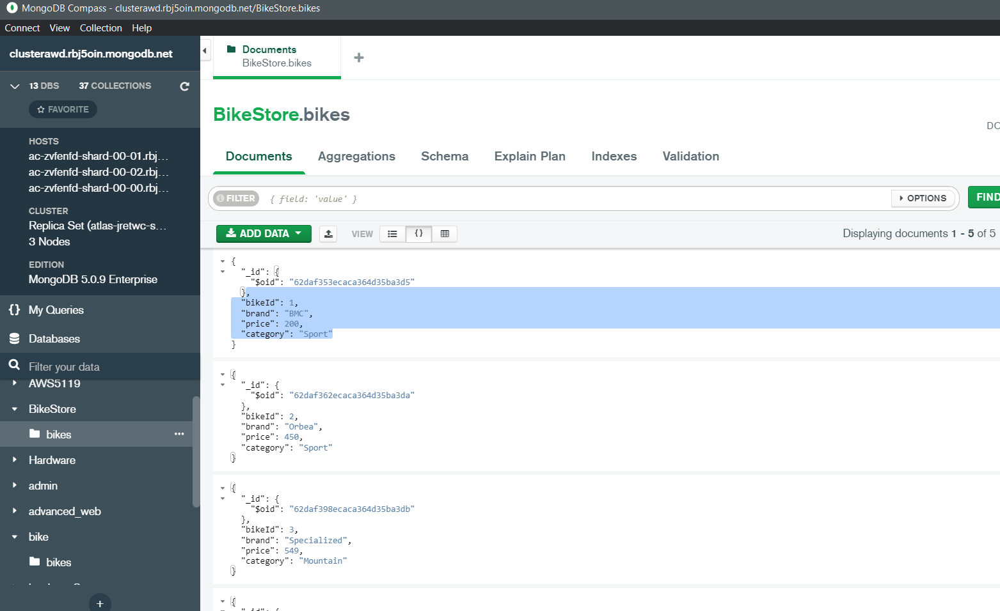 MongoDB Compass - clusterawd.rbj5oin.mongodb.net/BikeStore.bikes
Connect View Collection Help
clusterawd.rbj5oin.mongodb.net
13 DBS 37 COLLECTIONS
FAVORITE
HOSTS
ac-zvfenfd-shard-00-01.rbj...
ac-zvfenfd-shard-00-02.rbj...
ac-zvfenfd-shard-00-00.rbj...
CLUSTER
Replica Set (atlas-jretwc-s...
3 Nodes
EDITION
MongoDB 5.0.9 Enterprise
{} My Queries
Databases
Filter your data
AWS5119
BikeStore
bikes ...
Hardware
admin
advanced_web
bike
bikes
+
Documents
BikeStore.bikes
+
BikeStore.bikes
DO
Documents Aggregations Schema Explain Plan Indexes Validation
FILTER { field: 'value' } OPTIONS FIND
ADD DATA VIEW {} Displaying documents 1 - 5 of 5
{
"_id": {
"$oid": "62daf353ecaca364d35ba3d5"
},
"bikeId": 1,
"brand": "BMC",
"price": 200,
"category": "Sport"
}
{
"_id": {
"$oid": "62daf362ecaca364d35ba3da"
},
"bikeId": 2,
"brand": "Orbea",
"price": 450,
"category": "Sport"
}
{
"_id": {
"$oid": "62daf398ecaca364d35ba3db"
},
"bikeId": 3,
"brand": "Specialized",
"price": 549,
"category": "Mountain"
}
{
"_id": {